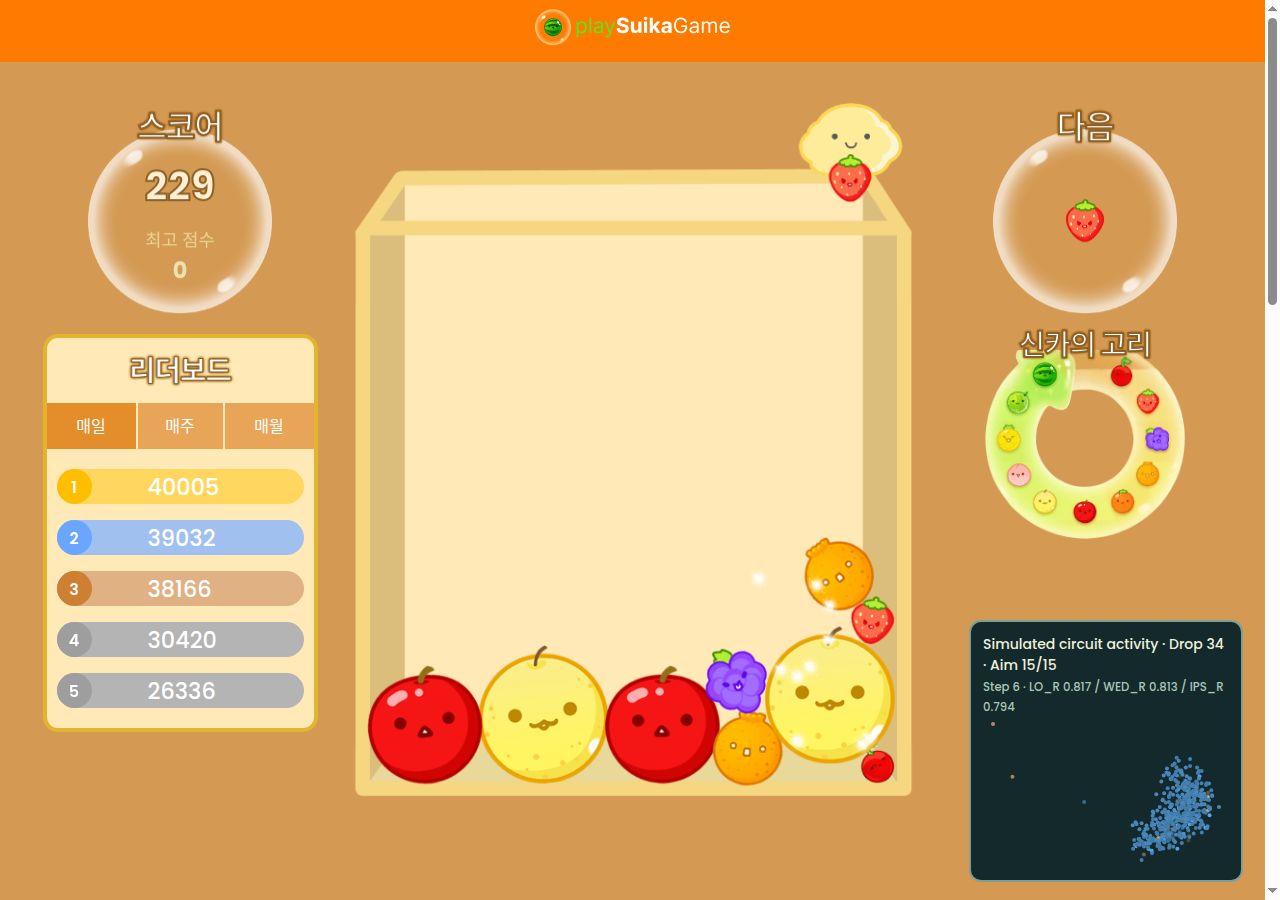 playSuikaGame
스코어
229
최고 점수
0
다음
신카의 고리
리더보드
매일 매주 매월
1 40005
2 39032
3 38166
4 30420
5 26336
Simulated circuit activity · Drop 34
· Aim 15/15
Step 6 · LO_R 0.817 / WED_R 0.813 / IPS_R
0.794